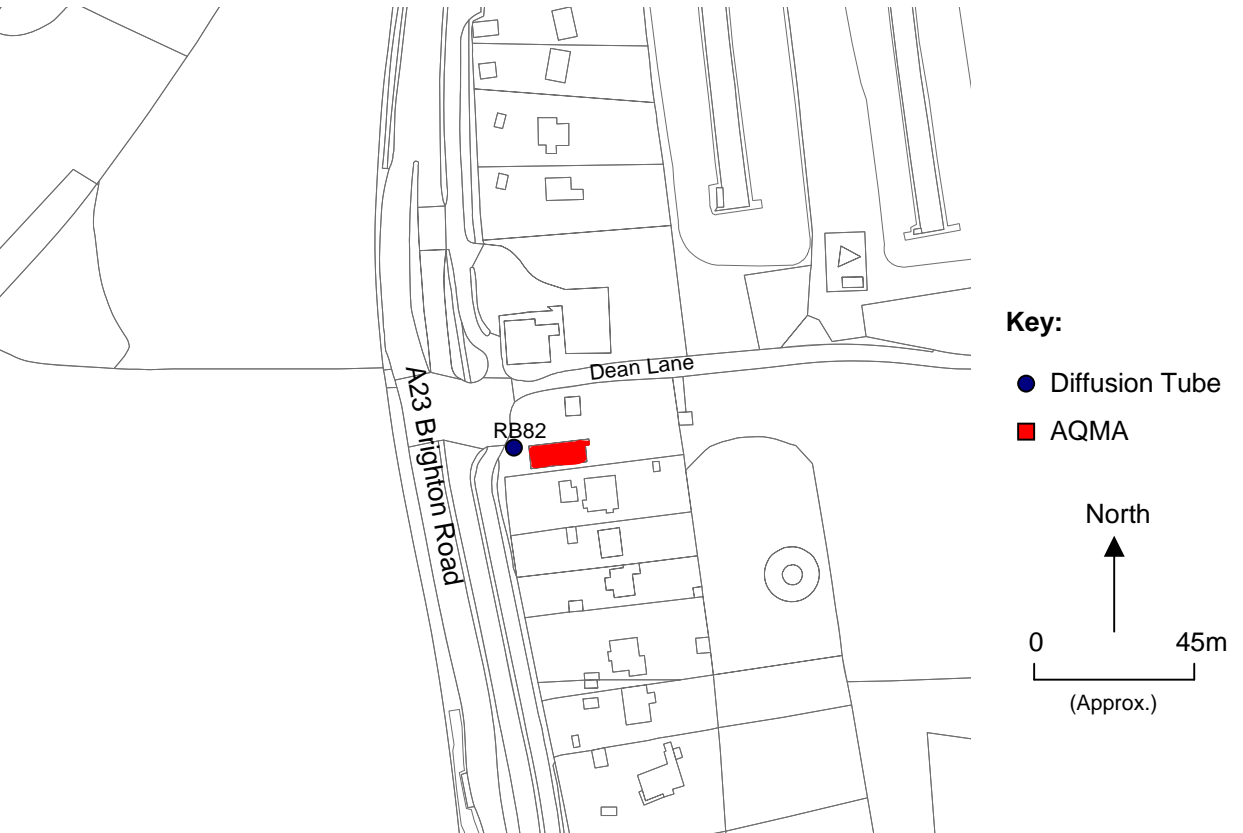 Dean Lane
A23 Brighton Road
RB82
Key:
Diffusion Tube
AQMA
North
0 45m
(Approx.)